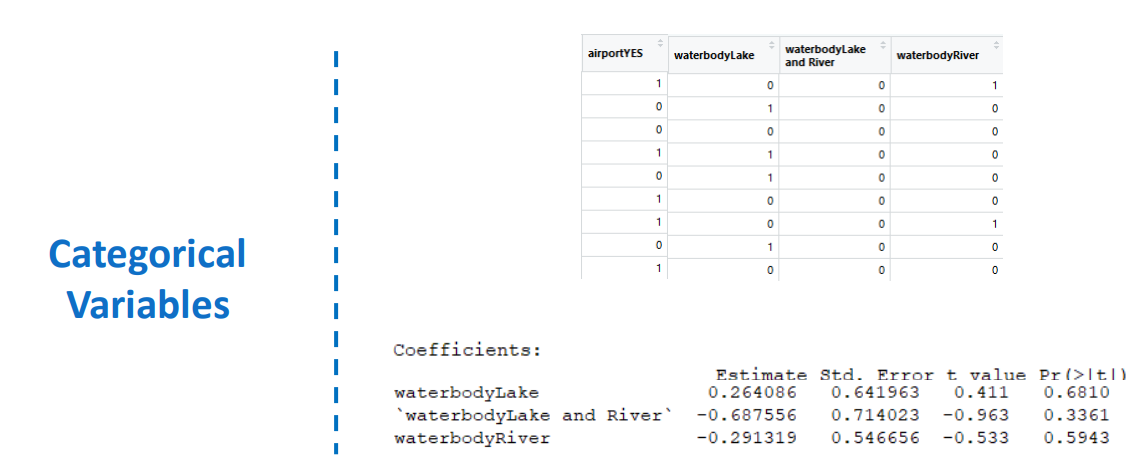 Categorical
Variables
airportYES waterbodyLake waterbodyLake and River waterbodyRiver
1 0 0 1
0 1 0 0
0 0 0 0
1 1 0 0
0 1 0 0
1 0 0 0
1 0 0 1
0 1 0 0
1 0 0 0
Coefficients:
Estimate Std. Error t value Pr(>|t|)
waterbodyLake 0.264086 0.641963 0.411 0.6810
`waterbodyLake and River` -0.687556 0.714023 -0.963 0.3361
waterbodyRiver -0.291319 0.546656 -0.533 0.5943